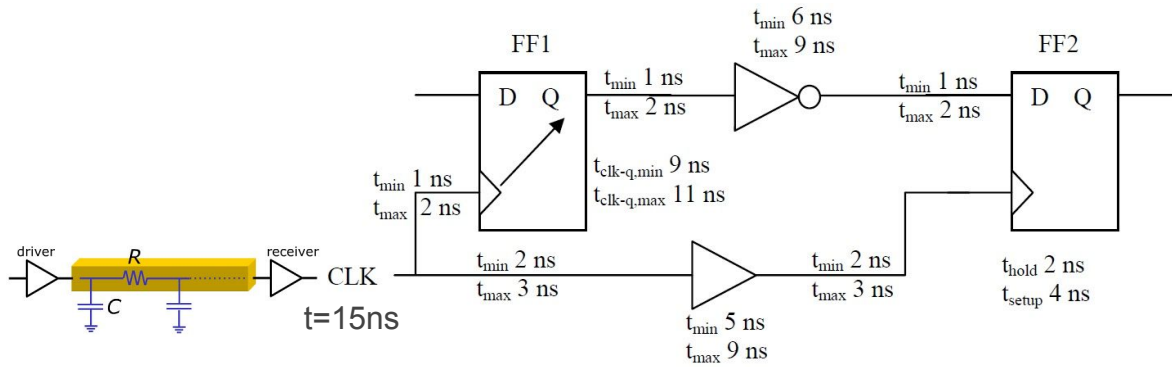 t_min 6 ns
t_max 9 ns
FF1
FF2
D Q
t_min 1 ns
t_max 2 ns
t_min 1 ns
t_max 2 ns
D Q
t_clk-q.min 9 ns
t_clk-q.max 11 ns
t_min 1 ns
t_max 2 ns
driver
R
receiver
C
CLK
t=15ns
t_min 2 ns
t_max 3 ns
t_min 2 ns
t_max 3 ns
t_min 5 ns
t_max 9 ns
t_hold 2 ns
t_setup 4 ns